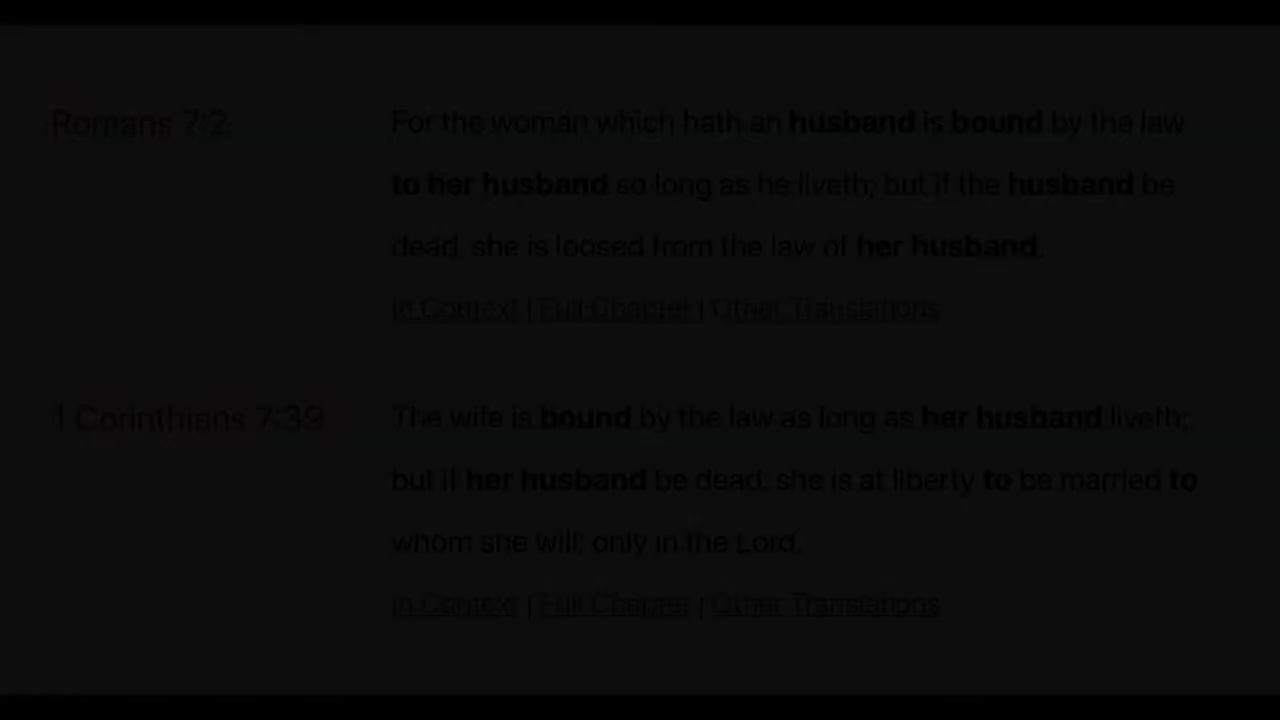 Romans 7:2
For the woman which hath an husband is bound by the law
to her husband so long as he liveth; but if the husband be
dead, she is loosed from the law of her husband.
In Context | Full Chapter | Other Translations
1 Corinthians 7:39
The wife is bound by the law as long as her husband liveth;
but if her husband be dead, she is at liberty to be married to
whom she will; only in the Lord.
In Context | Full Chapter | Other Translations